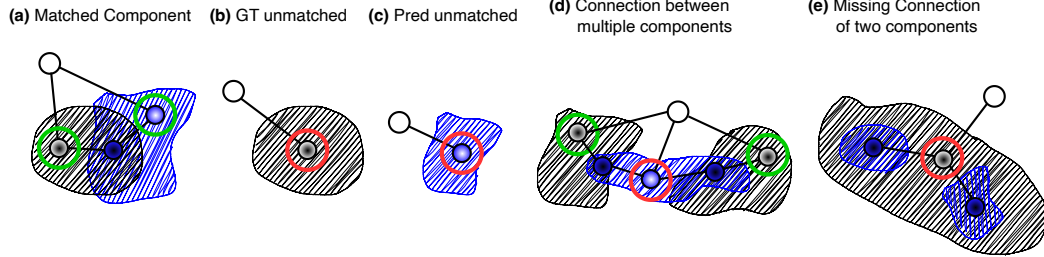 (a) Matched Component
(b) GT unmatched
(c) Pred unmatched
(d) Connection between
multiple components
(e) Missing Connection
of two components